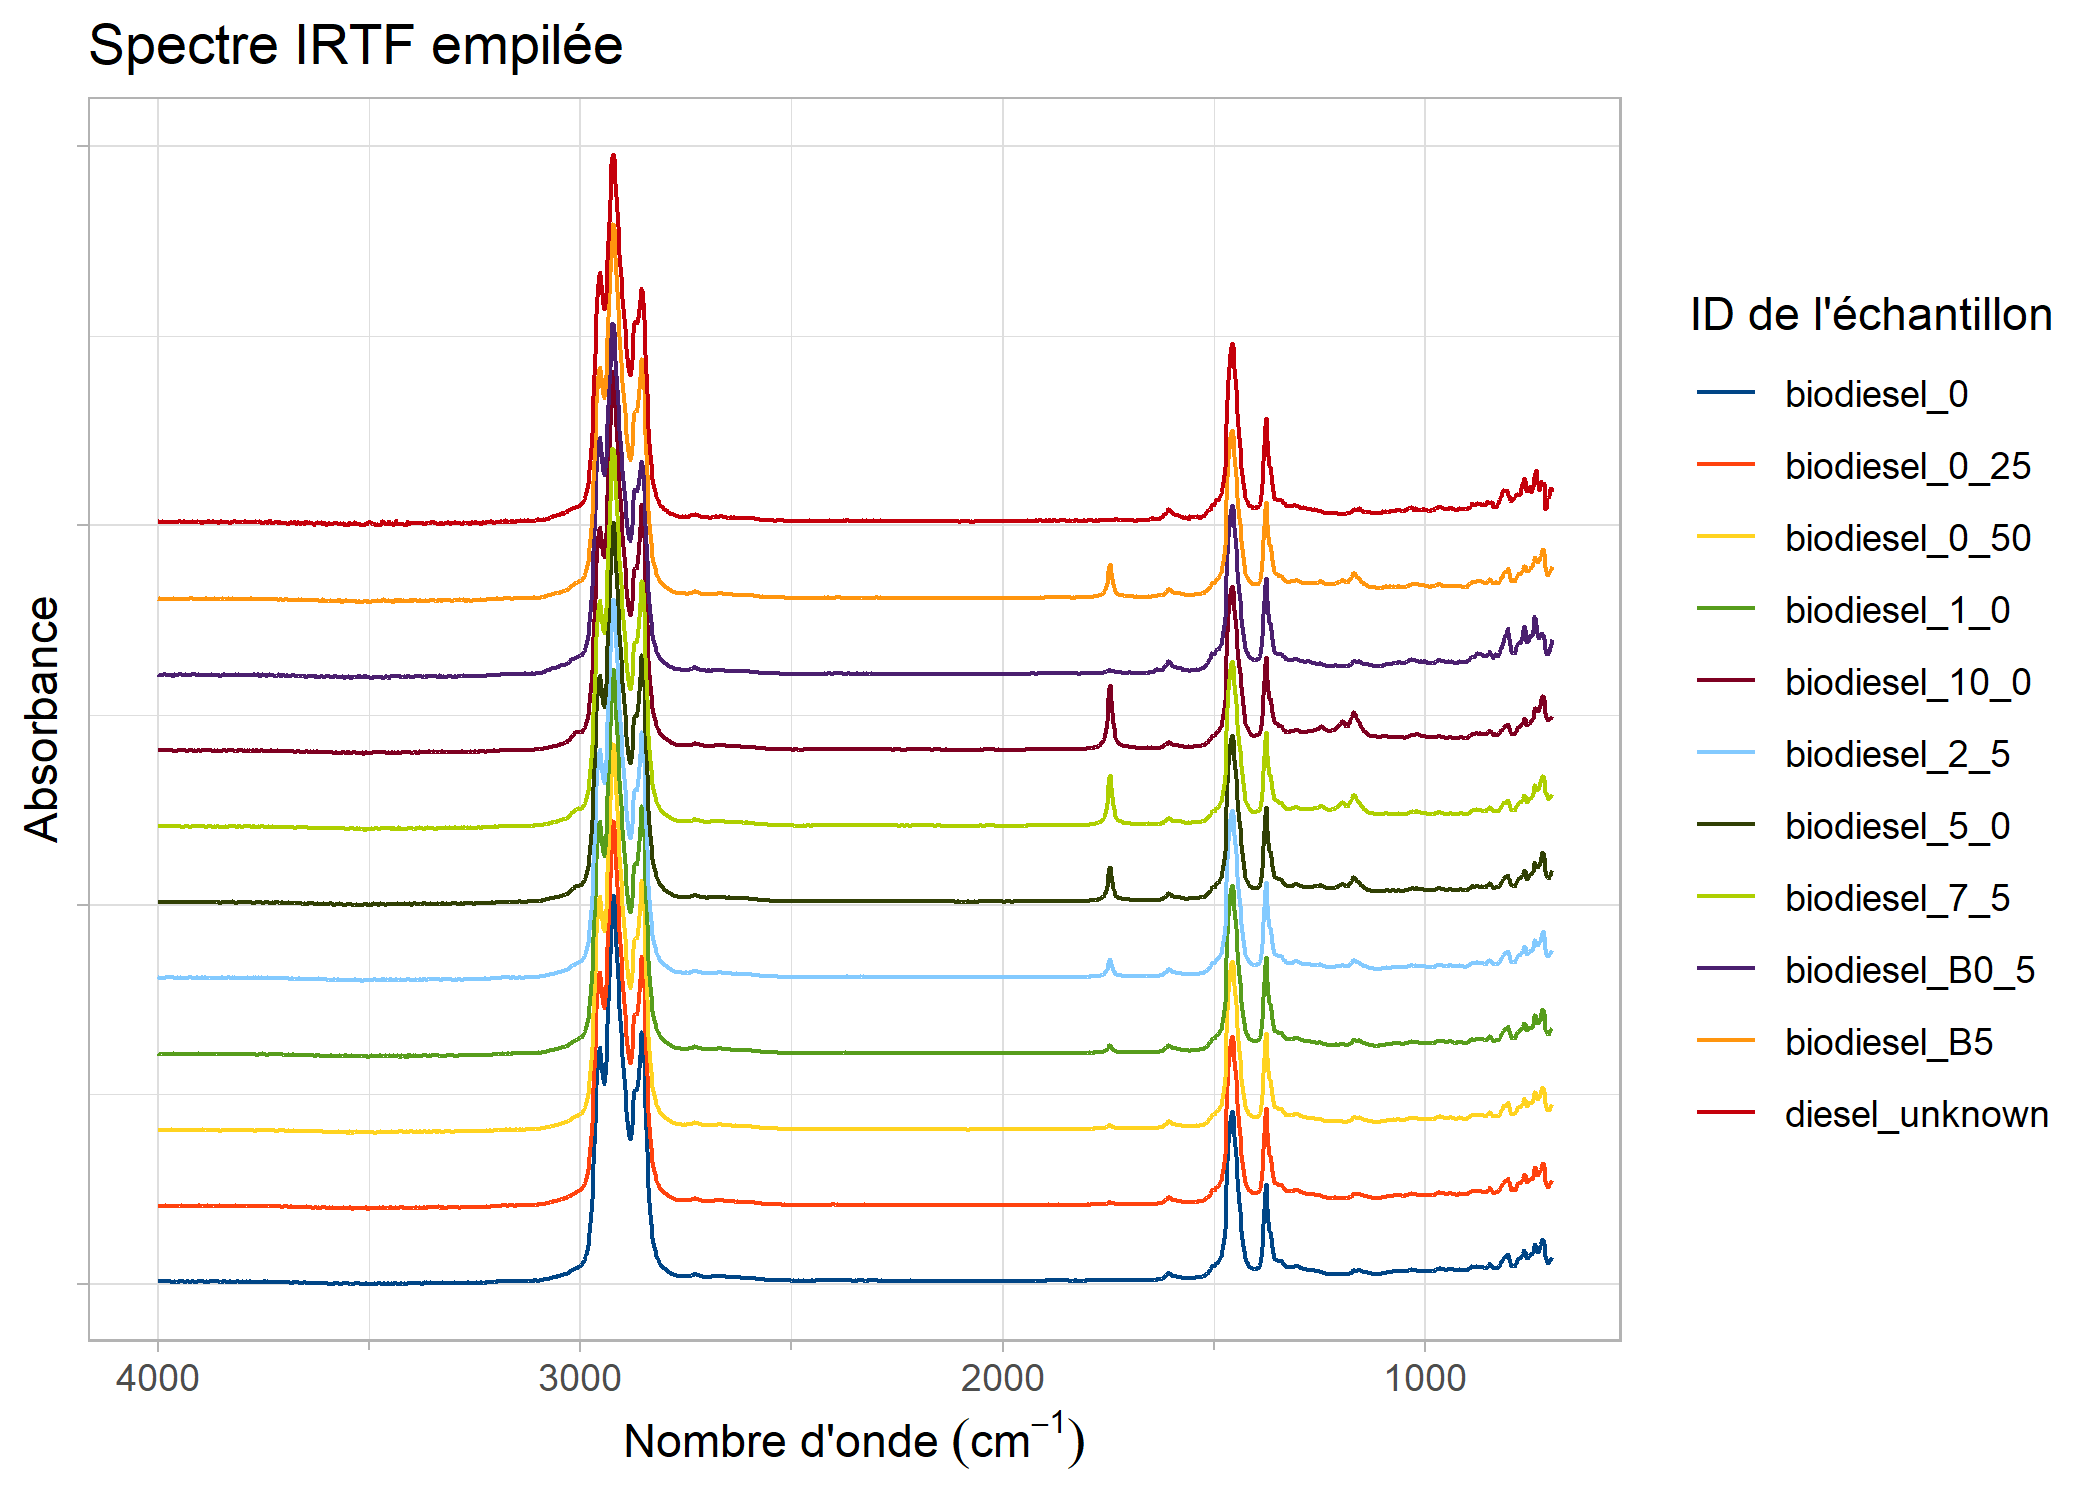 Spectre IRTF empilée
Absorbance
4000
3000
2000
1000
Nombre d'onde (cm⁻¹)
ID de l'échantillon
biodiesel_0
biodiesel_0_25
biodiesel_0_50
biodiesel_1_0
biodiesel_10_0
biodiesel_2_5
biodiesel_5_0
biodiesel_7_5
biodiesel_B0_5
biodiesel_B5
diesel_unknown